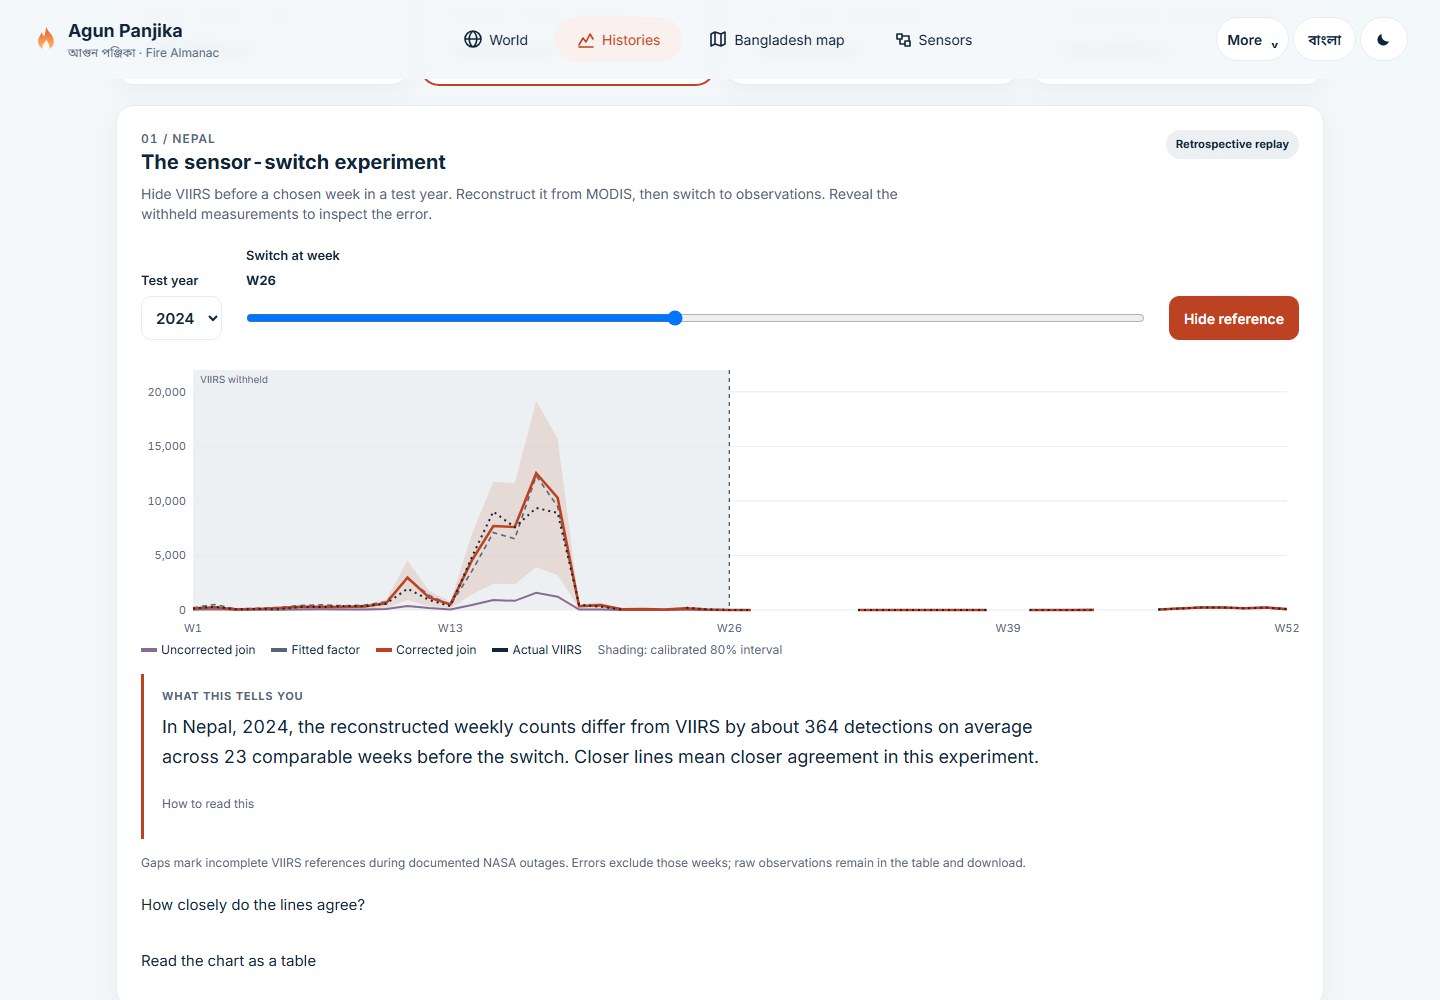 Agun Panjika
আগুন পঞ্জিকা · Fire Almanac
World
Histories
Bangladesh map
Sensors
More
বাংলা
01 / NEPAL
The sensor-switch experiment
Retrospective replay
Hide VIIRS before a chosen week in a test year. Reconstruct it from MODIS, then switch to observations. Reveal the
withheld measurements to inspect the error.
Switch at week
Test year
W26
2024
Hide reference
VIIRS withheld
20,000
15,000
10,000
5,000
0
W1
W13
W26
W39
W52
Uncorrected join
Fitted factor
Corrected join
Actual VIIRS
Shading: calibrated 80% interval
WHAT THIS TELLS YOU
In Nepal, 2024, the reconstructed weekly counts differ from VIIRS by about 364 detections on average
across 23 comparable weeks before the switch. Closer lines mean closer agreement in this experiment.
How to read this
Gaps mark incomplete VIIRS references during documented NASA outages. Errors exclude those weeks; raw observations remain in the table and download.
How closely do the lines agree?
Read the chart as a table